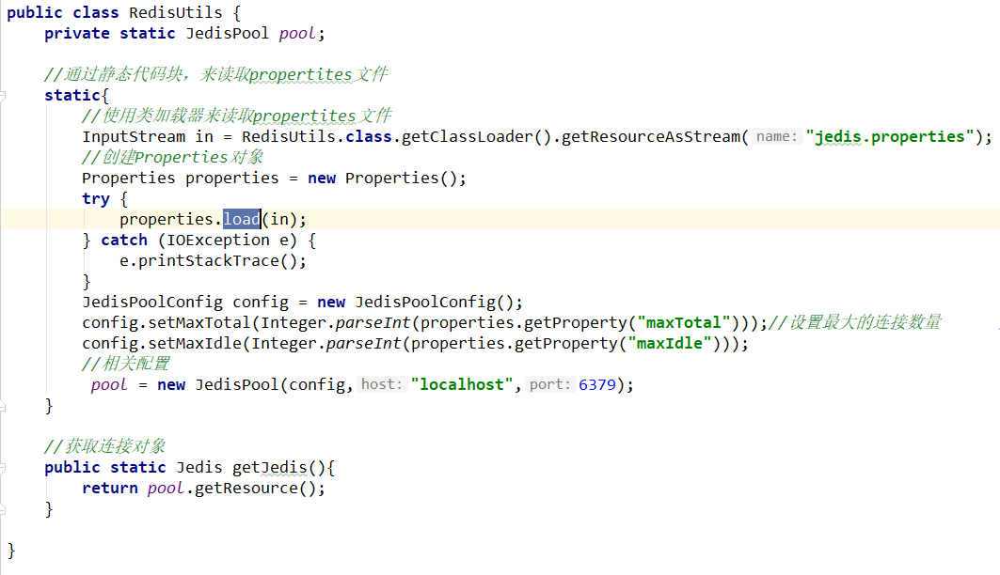 public class RedisUtils {
private static JedisPool pool;
//通过静态代码块，来读取propertites文件
static{
//使用类加载器来读取propertites文件
InputStream in = RedisUtils.class.getClassLoader().getResourceAsStream( name: "jedis.properties");
//创建Properties对象
Properties properties = new Properties();
try {
properties.load(in);
} catch (IOException e) {
e.printStackTrace();
}
JedisPoolConfig config = new JedisPoolConfig();
config.setMaxTotal(Integer.parseInt(properties.getProperty("maxTotal")));//设置最大的连接数量
config.setMaxIdle(Integer.parseInt(properties.getProperty("maxIdle")));
//相关配置
pool = new JedisPool(config, host: "localhost", port: 6379);
}
//获取连接对象
public static Jedis getJedis(){
return pool.getResource();
}
}